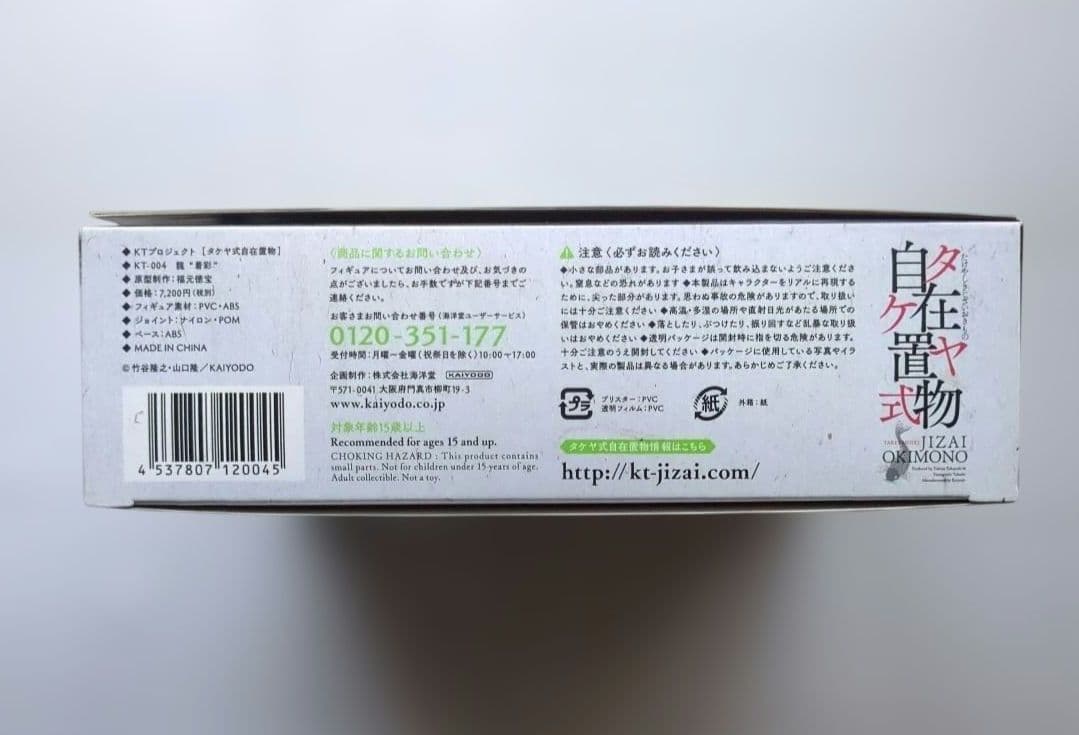 ◆ KTプロジェクト [タケヤ式自在置物]
◆ KT-004 龍 "着彩"
◆ 原型制作:福元徳宝
◆ 価格:7,200円(税別)
◆ フィギュア素材:PVC・ABS
◆ ジョイント:ナイロン・POM
◆ ベース:ABS
◆ MADE IN CHINA
© 竹谷隆之・山口隆/KAIYODO
4 537807 120045
〈商品に関するお問い合わせ〉
フィギュアについてお問い合わせ及び、お気づきの
点がございましたら、お手数ですが下記番号までご
連絡ください。
お客さまお問い合わせ番号(海洋堂ユーザーサービス)
0120-351-177
受付時間:月曜〜金曜(祝祭日を除く)10:00〜17:00
企画制作:株式会社海洋堂 KAIYODO
〒571-0041 大阪府門真市柳町19-3
www.kaiyodo.co.jp
対象年齢15歳以上
Recommended for ages 15 and up.
CHOKING HAZARD : This product contains
small parts. Not for children under 15 years of age.
Adult collectible. Not a toy.
注意〈必ずお読みください〉
◆小さな部品があります。お子さまが誤って飲み込まないようご注意くださ
い。窒息などの恐れがあります ◆本製品はキャラクターをリアルに再現す
るために、尖った部分があります。思わぬ事故の危険がありますので、取り扱い
には十分ご注意ください ◆高温・多湿の場所や直射日光があたる場所での
保管はおやめください ◆落としたり、ぶつけたり、振り回すなど乱暴な取り扱
いはおやめください ◆透明パッケージは開封時に指を切る危険があります。
十分ご注意のうえ開封してください ◆パッケージに使用している写真やイラ
ストと、実際の製品は異なる場合があります。あらかじめご了承ください。
プラ
ブリスター:PVC
透明フィルム:PVC
紙
外箱:紙
タケヤ式自在置物情報はこちら
http://kt-jizai.com/
タケヤ式
自在置物
たけやしきじざいおきもの
TAKEYASHIKI JIZAI
OKIMONO